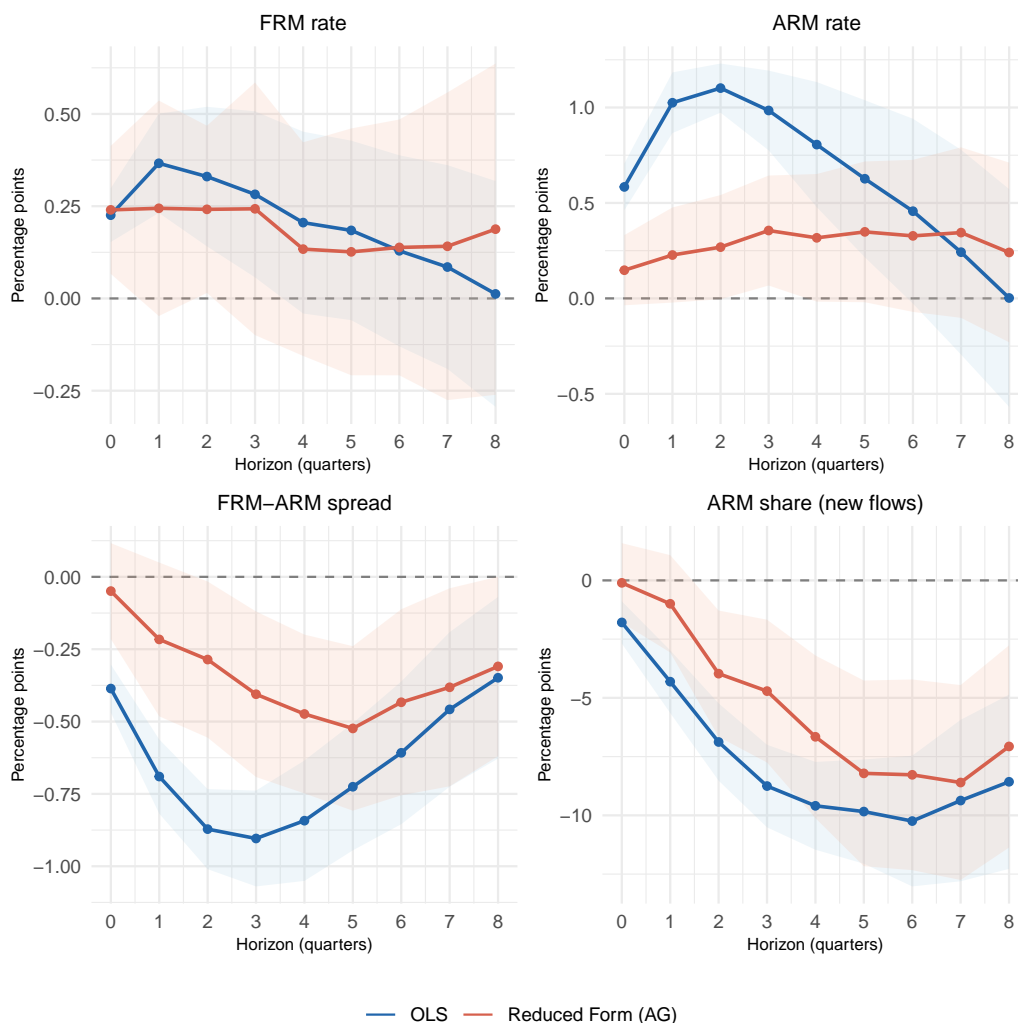 FRM rate
Percentage points
0.50
0.25
0.00
−0.25
0 1 2 3 4 5 6 7 8
Horizon (quarters)
ARM rate
Percentage points
1.0
0.5
0.0
−0.5
0 1 2 3 4 5 6 7 8
Horizon (quarters)
FRM−ARM spread
Percentage points
0.00
−0.25
−0.50
−0.75
−1.00
0 1 2 3 4 5 6 7 8
Horizon (quarters)
ARM share (new flows)
Percentage points
0
−5
−10
0 1 2 3 4 5 6 7 8
Horizon (quarters)
OLS Reduced Form (AG)